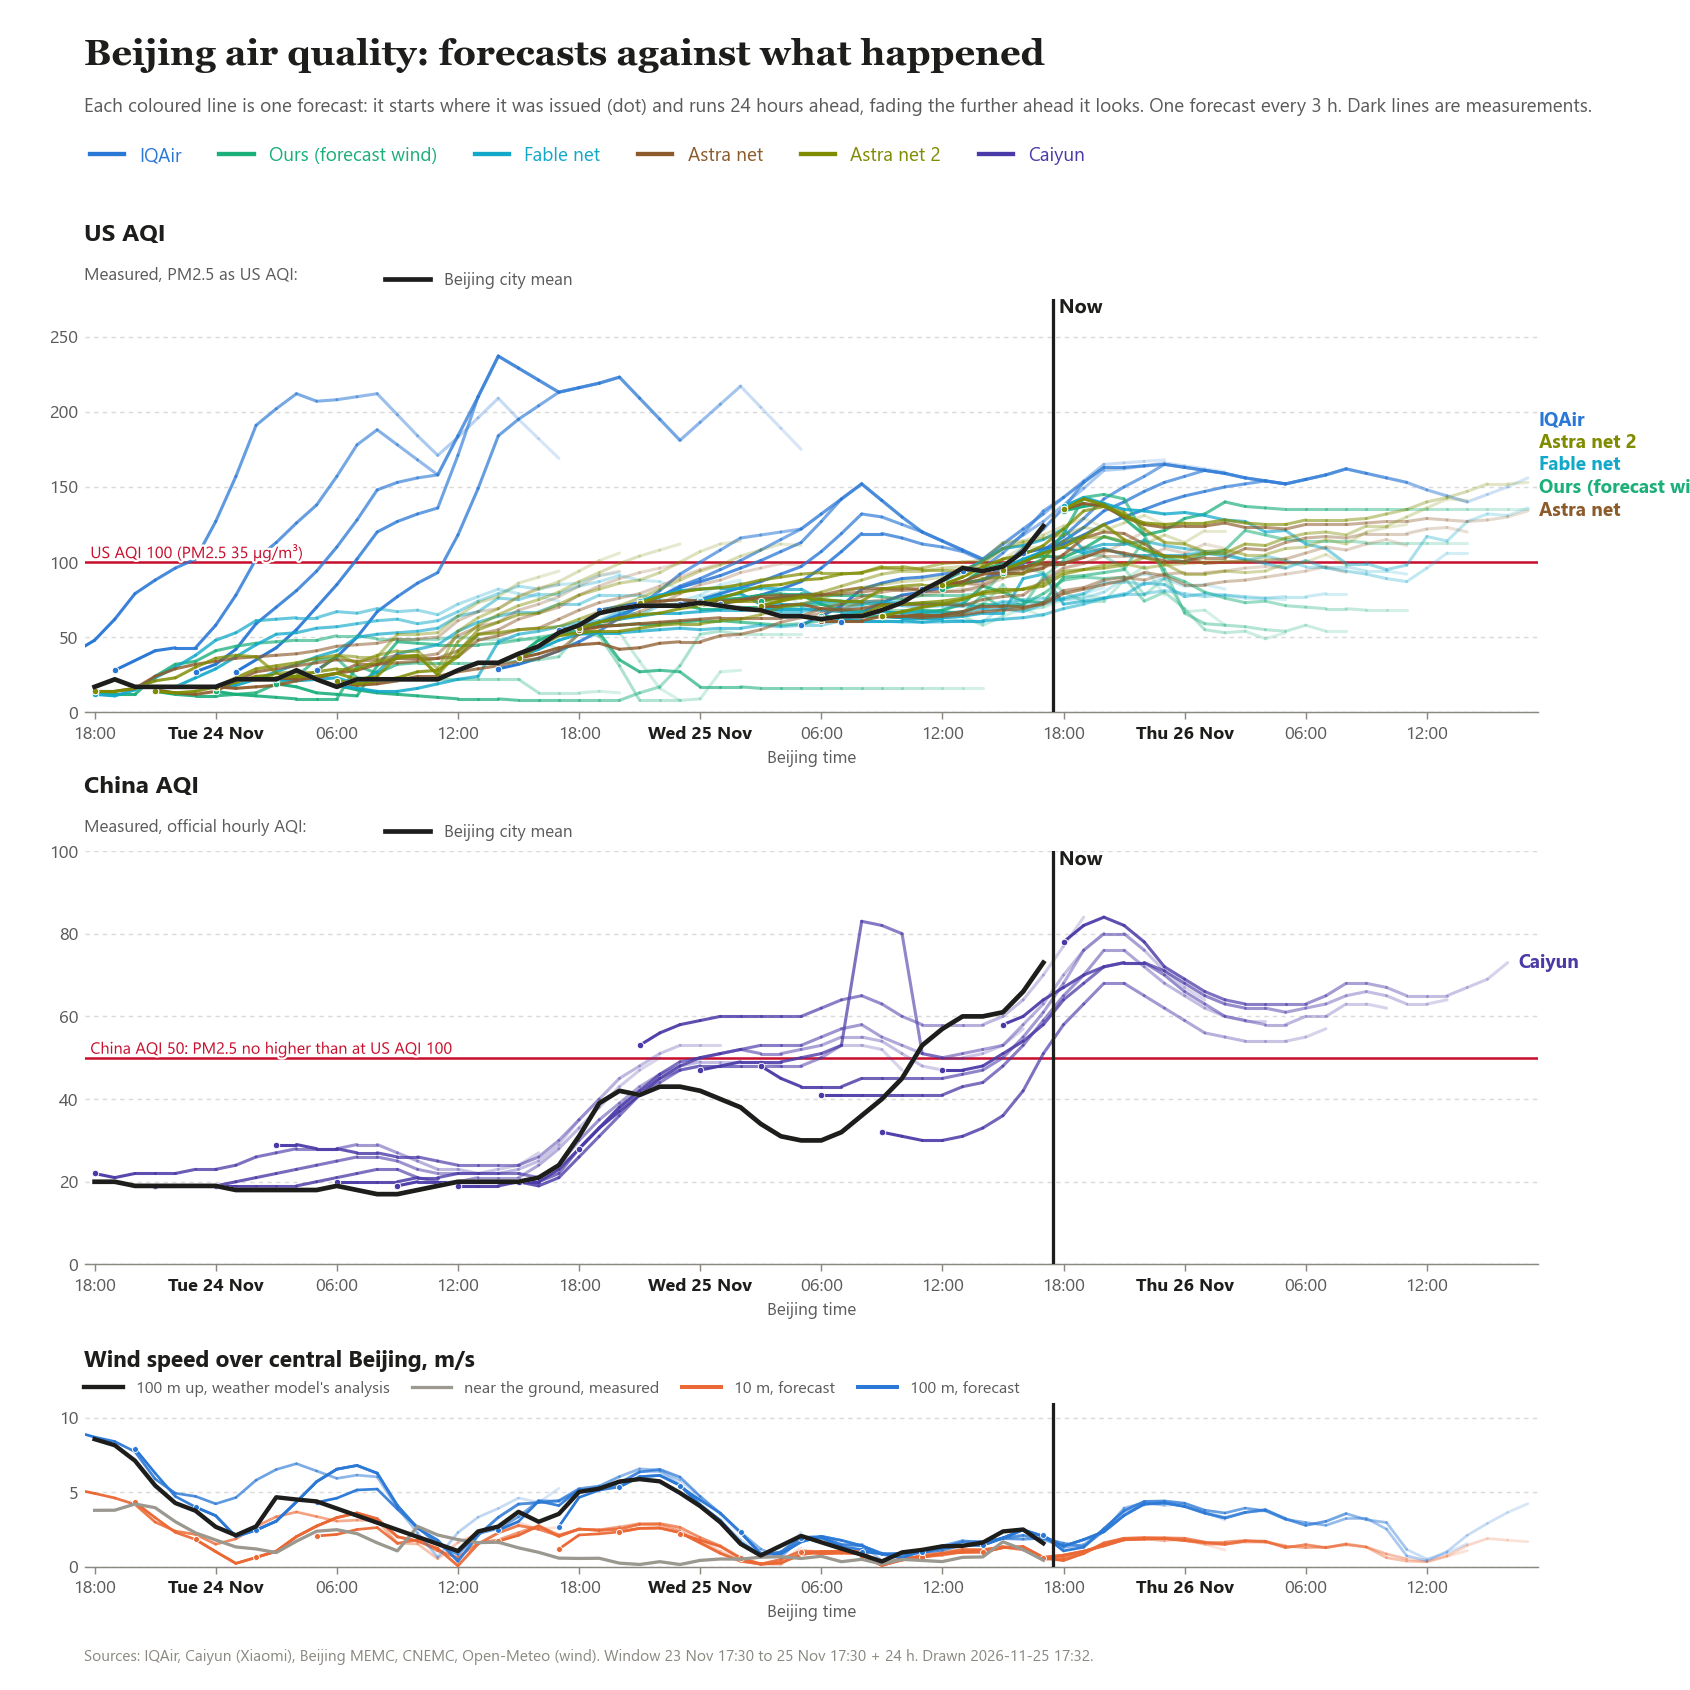 Beijing air quality: forecasts against what happened
Each coloured line is one forecast: it starts where it was issued (dot) and runs 24 hours ahead, fading the further ahead it looks. One forecast every 3 h. Dark lines are measurements.
IQAir Ours (forecast wind) Fable net Astra net Astra net 2 Caiyun
US AQI
Measured, PM2.5 as US AQI: Beijing city mean
Now
250
200
150
100
50
0
US AQI 100 (PM2.5 35 µg/m³)
IQAir
Astra net 2
Fable net
Ours (forecast wi
Astra net
18:00 Tue 24 Nov 06:00 12:00 18:00 Wed 25 Nov 06:00 12:00 18:00 Thu 26 Nov 06:00 12:00
Beijing time
China AQI
Measured, official hourly AQI: Beijing city mean
Now
100
80
60
40
20
0
China AQI 50: PM2.5 no higher than at US AQI 100
Caiyun
18:00 Tue 24 Nov 06:00 12:00 18:00 Wed 25 Nov 06:00 12:00 18:00 Thu 26 Nov 06:00 12:00
Beijing time
Wind speed over central Beijing, m/s
100 m up, weather model's analysis near the ground, measured 10 m, forecast 100 m, forecast
10
5
0
18:00 Tue 24 Nov 06:00 12:00 18:00 Wed 25 Nov 06:00 12:00 18:00 Thu 26 Nov 06:00 12:00
Beijing time
Sources: IQAir, Caiyun (Xiaomi), Beijing MEMC, CNEMC, Open-Meteo (wind). Window 23 Nov 17:30 to 25 Nov 17:30 + 24 h. Drawn 2026-11-25 17:32.